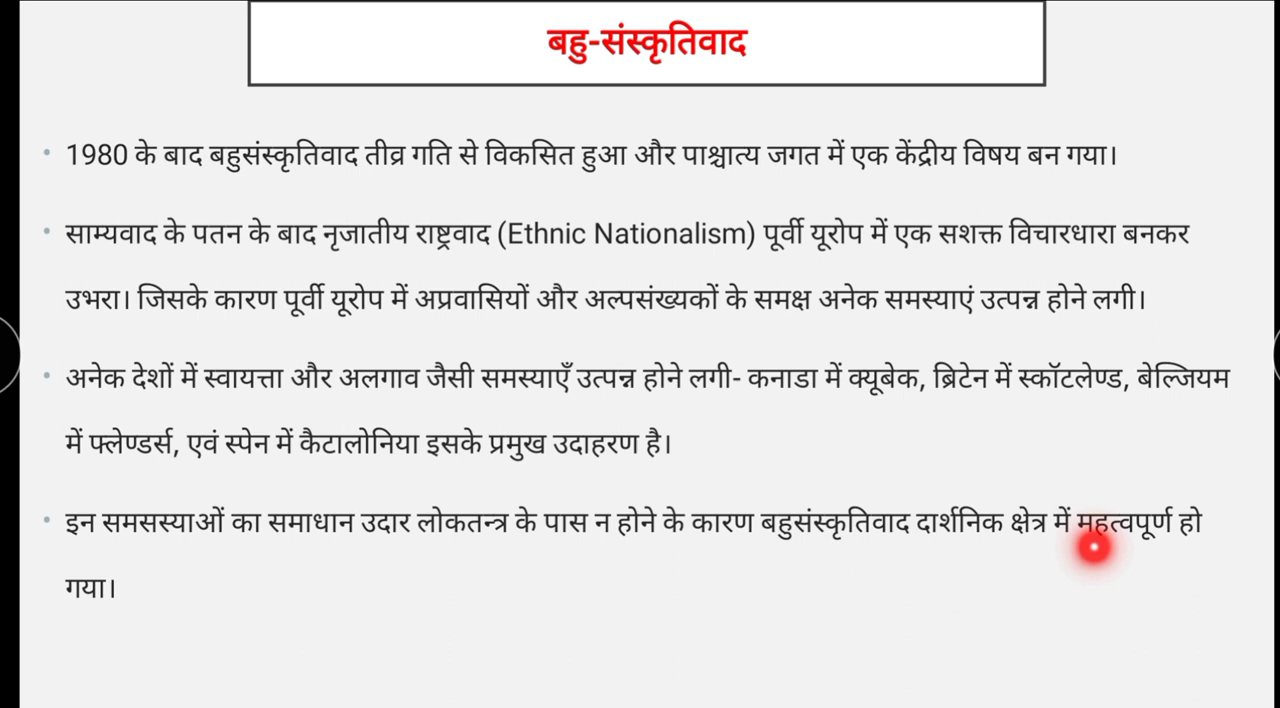 बहु-संस्कृतिवाद
• 1980 के बाद बहुसंस्कृतिवाद तीव्र गति से विकसित हुआ और पाश्चात्य जगत में एक केंद्रीय विषय बन गया।
• साम्यवाद के पतन के बाद नृजातीय राष्ट्रवाद (Ethnic Nationalism) पूर्वी यूरोप में एक सशक्त विचारधारा बनकर
उभरा। जिसके कारण पूर्वी यूरोप में अप्रवासियों और अल्पसंख्यकों के समक्ष अनेक समस्याएं उत्पन्न होने लगी।
• अनेक देशों में स्वायत्ता और अलगाव जैसी समस्याएँ उत्पन्न होने लगी- कनाडा में क्यूबेक, ब्रिटेन में स्कॉटलेण्ड, बेल्जियम
में फ्लेण्डर्स, एवं स्पेन में कैटालोनिया इसके प्रमुख उदाहरण है।
• इन समसस्याओं का समाधान उदार लोकतन्त्र के पास न होने के कारण बहुसंस्कृतिवाद दार्शनिक क्षेत्र में महत्वपूर्ण हो
गया।